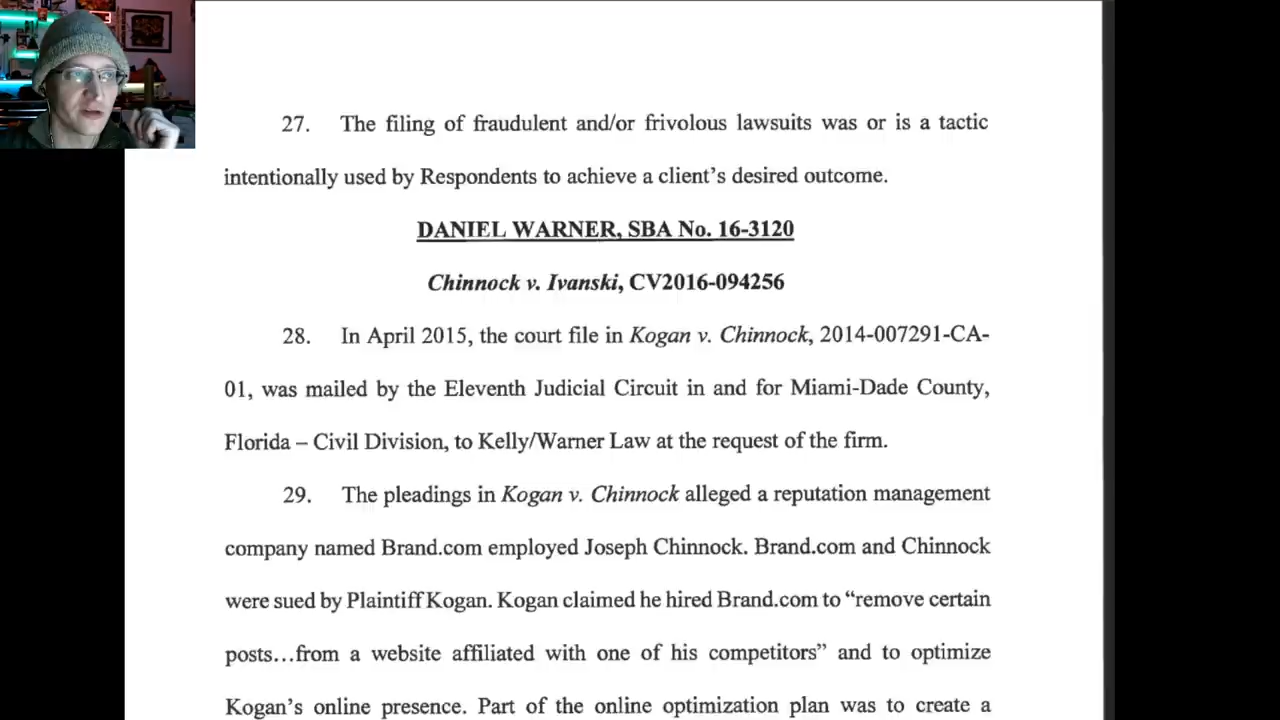 27. The filing of fraudulent and/or frivolous lawsuits was or is a tactic
intentionally used by Respondents to achieve a client's desired outcome.
DANIEL WARNER, SBA No. 16-3120
Chinnock v. Ivanski, CV2016-094256
28. In April 2015, the court file in Kogan v. Chinnock, 2014-007291-CA-
01, was mailed by the Eleventh Judicial Circuit in and for Miami-Dade County,
Florida – Civil Division, to Kelly/Warner Law at the request of the firm.
29. The pleadings in Kogan v. Chinnock alleged a reputation management
company named Brand.com employed Joseph Chinnock. Brand.com and Chinnock
were sued by Plaintiff Kogan. Kogan claimed he hired Brand.com to “remove certain
posts…from a website affiliated with one of his competitors” and to optimize
Kogan's online presence. Part of the online optimization plan was to create a